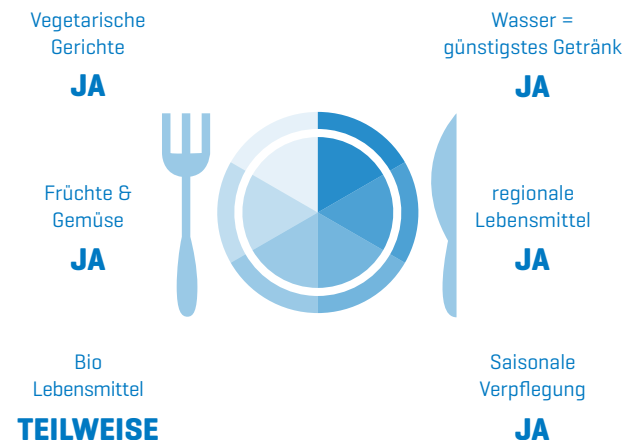 Vegetarische
Gerichte
JA
Wasser =
günstigstes Getränk
JA
Früchte &
Gemüse
JA
regionale
Lebensmittel
JA
Bio
Lebensmittel
TEILWEISE
Saisonale
Verpflegung
JA